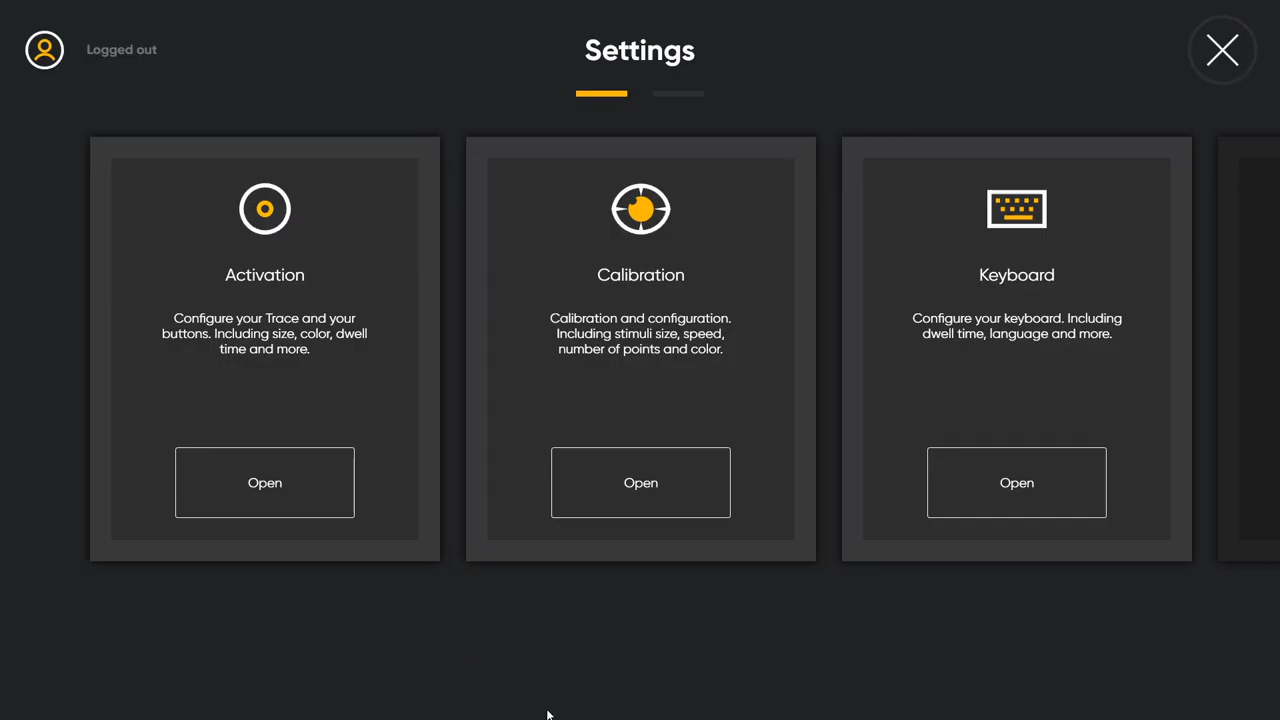 Logged out
Settings
Activation
Configure your Trace and your
buttons. Including size, color, dwell
time and more.
Open
Calibration
Calibration and configuration.
Including stimuli size, speed,
number of points and color.
Open
Keyboard
Configure your keyboard. Including
dwell time, language and more.
Open